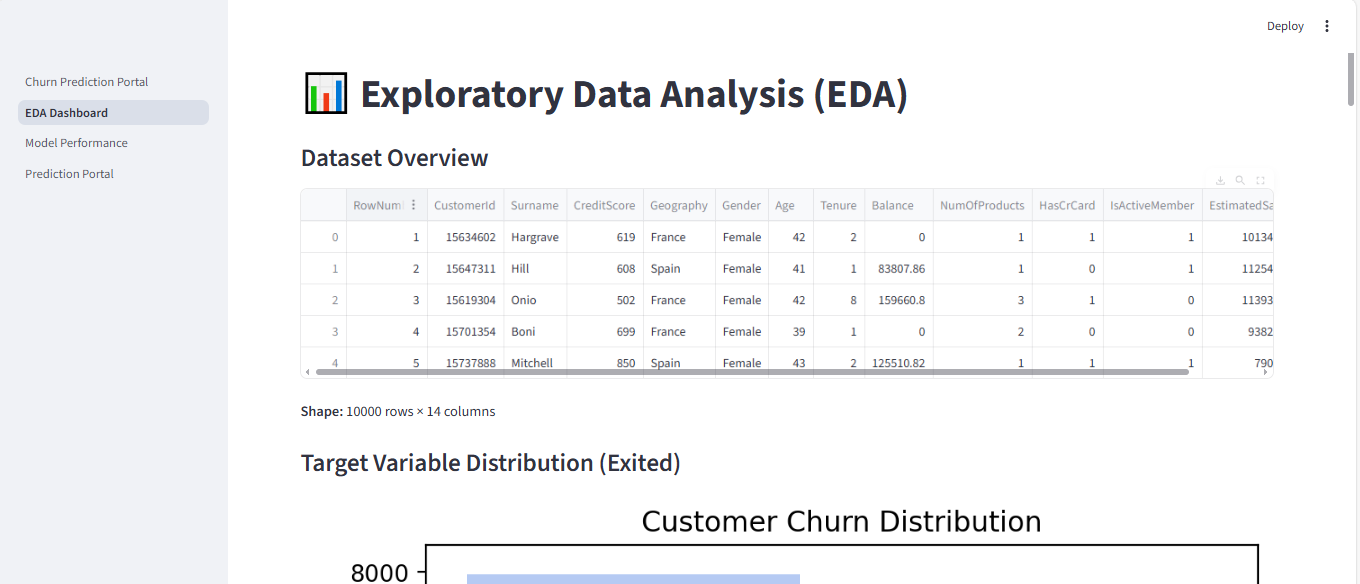 Deploy
Churn Prediction Portal
EDA Dashboard
Model Performance
Prediction Portal
Exploratory Data Analysis (EDA)
Dataset Overview
RowNum CustomerId Surname CreditScore Geography Gender Age Tenure Balance NumOfProducts HasCrCard IsActiveMember EstimatedSa
0 1 15634602 Hargrave 619 France Female 42 2 0 1 1 1 10134
1 2 15647311 Hill 608 Spain Female 41 1 83807.86 1 0 1 11254
2 3 15619304 Onio 502 France Female 42 8 159660.8 3 1 0 11393
3 4 15701354 Boni 699 France Female 39 1 0 2 0 0 9382
4 5 15737888 Mitchell 850 Spain Female 43 2 125510.82 1 1 1 790
Shape: 10000 rows × 14 columns
Target Variable Distribution (Exited)
Customer Churn Distribution
8000